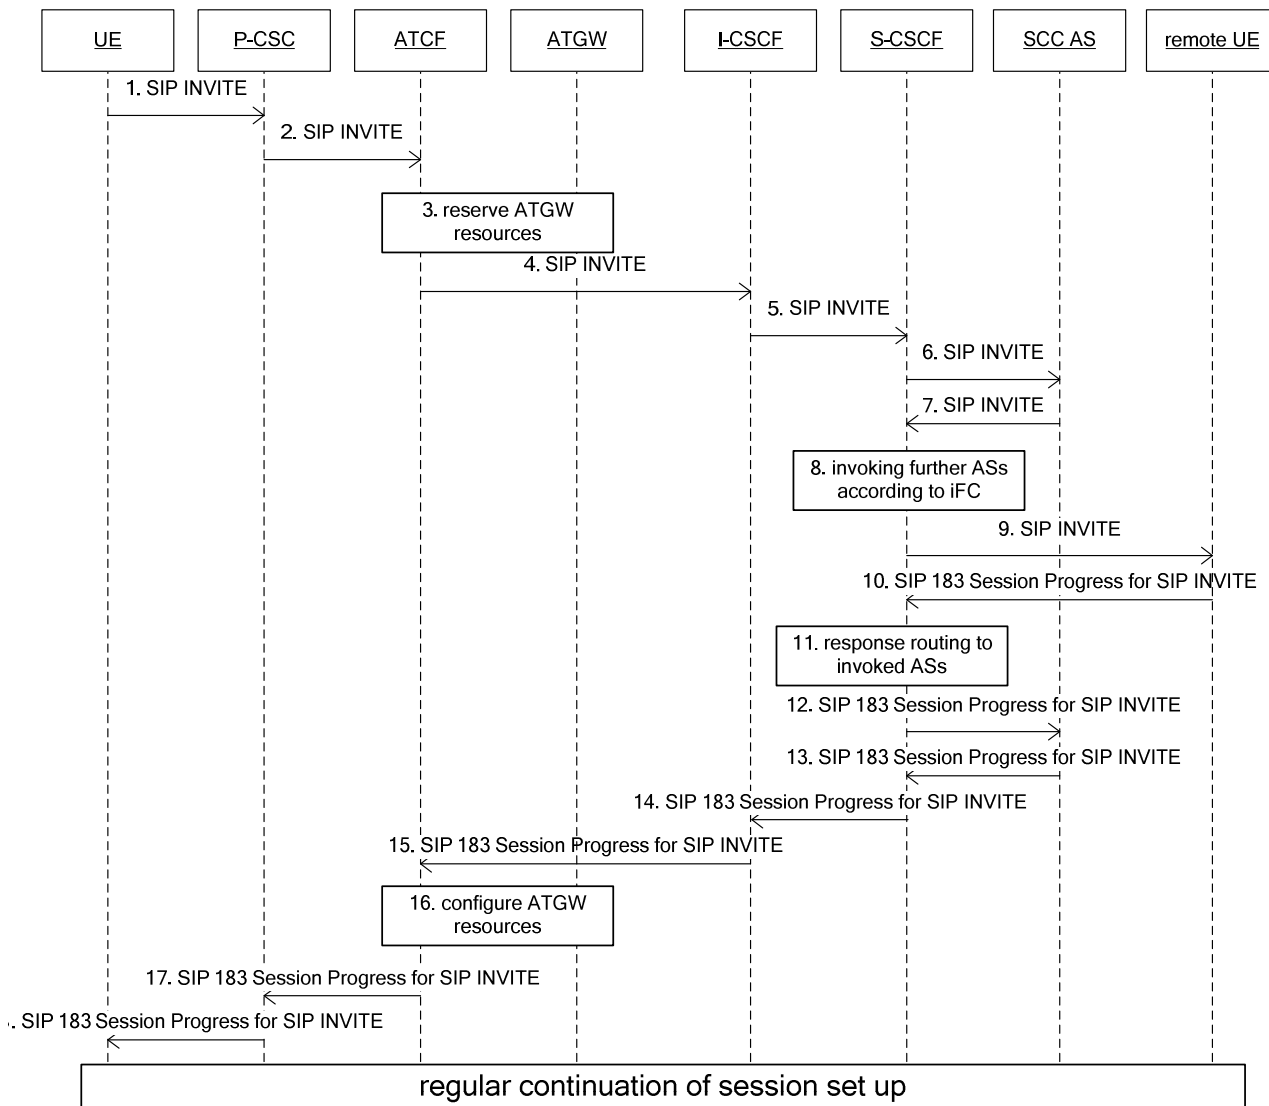 UE P-CSC ATCF ATGW I-CSCF S-CSCF SCC AS remote UE
1. SIP INVITE
2. SIP INVITE
3. reserve ATGW
resources
4. SIP INVITE
5. SIP INVITE
6. SIP INVITE
7. SIP INVITE
8. invoking further ASs
according to iFC
9. SIP INVITE
10. SIP 183 Session Progress for SIP INVITE
11. response routing to
invoked ASs
12. SIP 183 Session Progress for SIP INVITE
13. SIP 183 Session Progress for SIP INVITE
14. SIP 183 Session Progress for SIP INVITE
15. SIP 183 Session Progress for SIP INVITE
16. configure ATGW
resources
17. SIP 183 Session Progress for SIP INVITE
. SIP 183 Session Progress for SIP INVITE
regular continuation of session set up